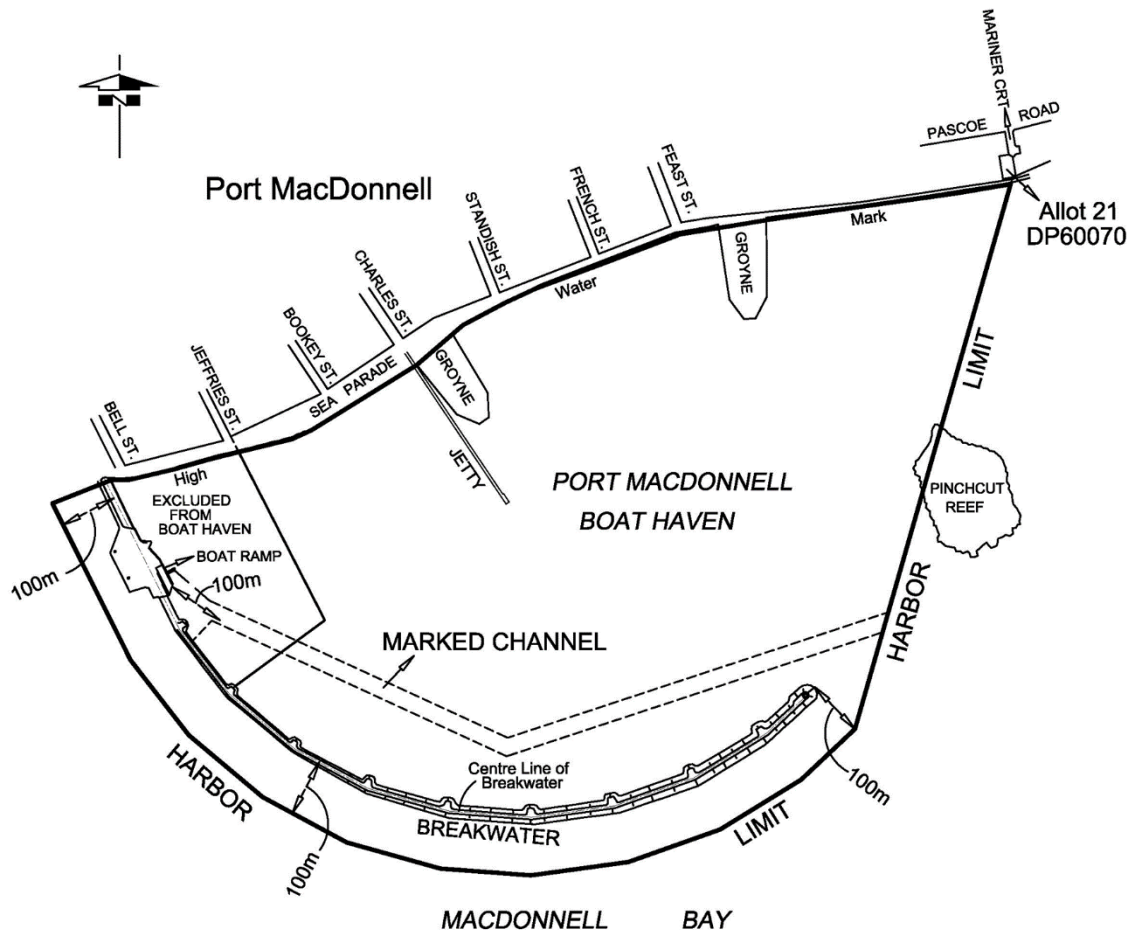 MARINER CRT
PASCOE ROAD
N
Port MacDonnell
Allot 21
DP60070
FEAST ST.
FRENCH ST.
STANDISH ST.
CHARLES ST.
BOOKEY ST.
JEFFRIES ST.
BELL ST.
High
Water
Mark
SEA PARADE
GROYNE
GROYNE
JETTY
LIMIT
HARBOR
PINCHCUT
REEF
PORT MACDONNELL
BOAT HAVEN
EXCLUDED
FROM
BOAT HAVEN
BOAT RAMP
100m
100m
MARKED CHANNEL
Centre Line of
Breakwater
BREAKWATER
HARBOR
LIMIT
100m
100m
MACDONNELL BAY